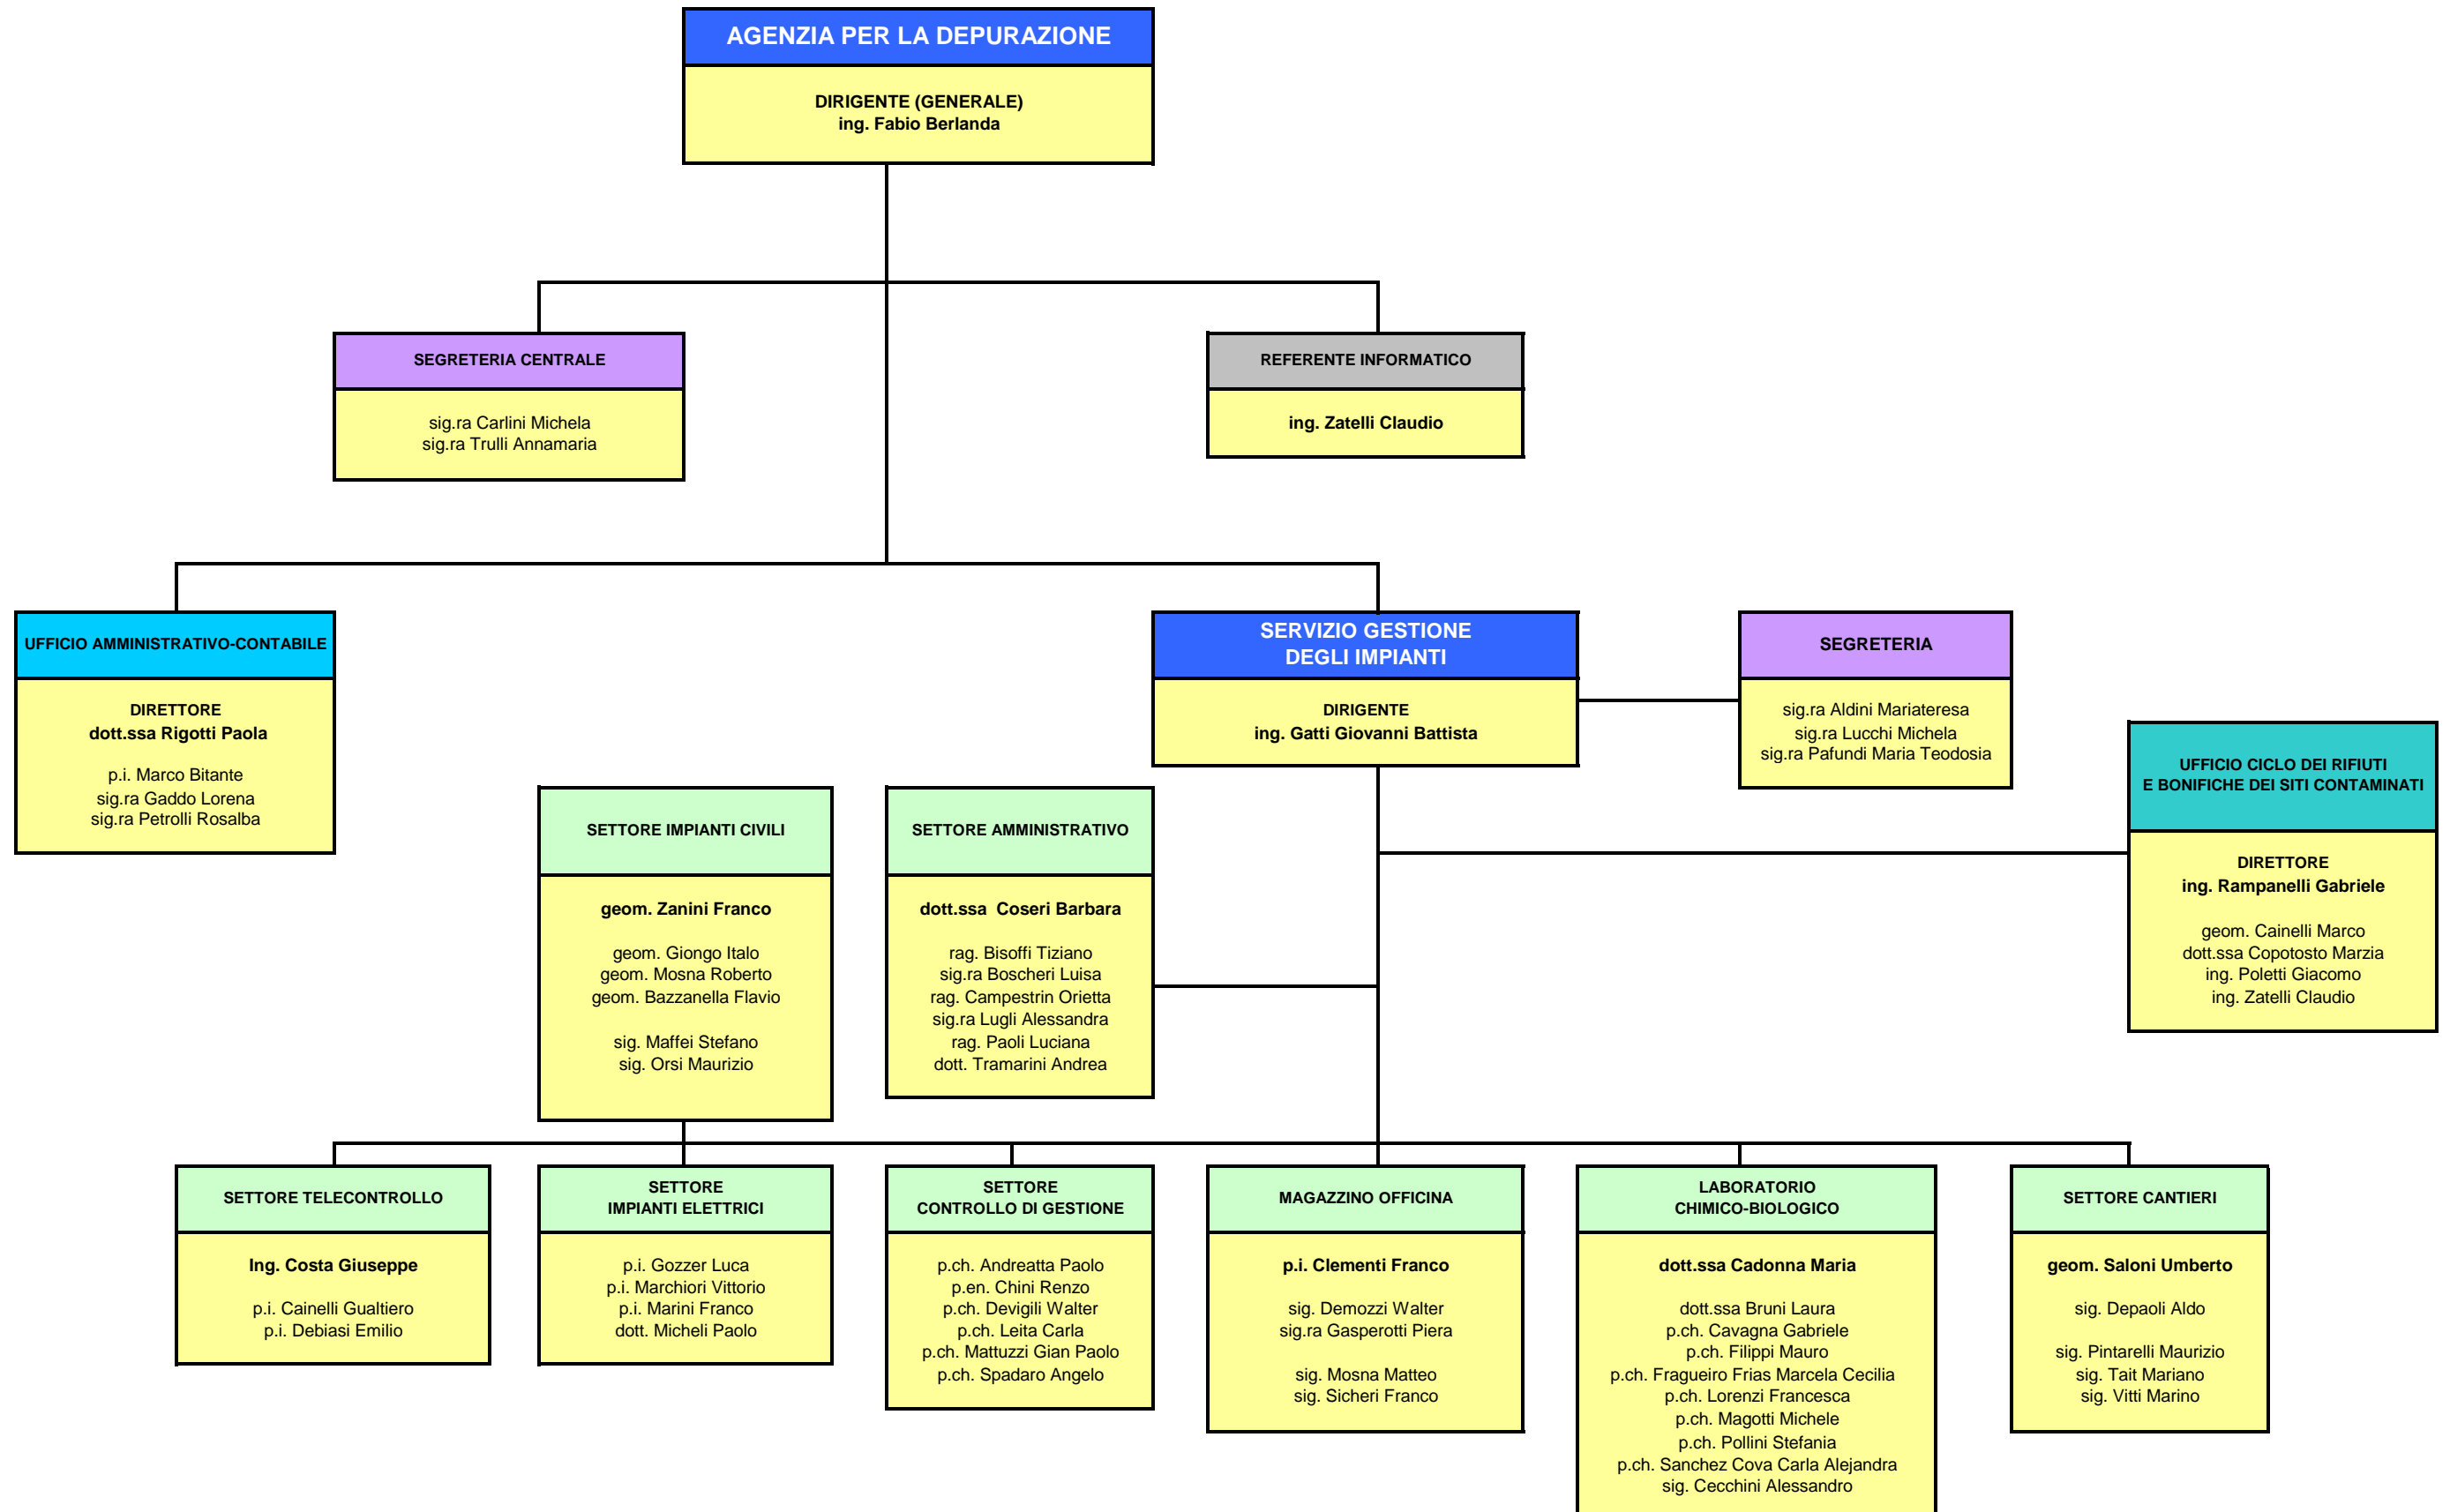 AGENZIA PER LA DEPURAZIONE
DIRIGENTE (GENERALE)
ing. Fabio Berlanda
SEGRETERIA CENTRALE
sig.ra Carlini Michela
sig.ra Trulli Annamaria
REFERENTE INFORMATICO
ing. Zatelli Claudio
UFFICIO AMMINISTRATIVO-CONTABILE
DIRETTORE
dott.ssa Rigotti Paola
p.i. Marco Bitante
sig.ra Gaddo Lorena
sig.ra Petrolli Rosalba
SERVIZIO GESTIONE
DEGLI IMPIANTI
DIRIGENTE
ing. Gatti Giovanni Battista
SEGRETERIA
sig.ra Aldini Mariateresa
sig.ra Lucchi Michela
sig.ra Pafundi Maria Teodosia
UFFICIO CICLO DEI RIFIUTI
E BONIFICHE DEI SITI CONTAMINATI
DIRETTORE
ing. Rampanelli Gabriele
geom. Cainelli Marco
dott.ssa Copotosto Marzia
ing. Poletti Giacomo
ing. Zatelli Claudio
SETTORE IMPIANTI CIVILI
geom. Zanini Franco
geom. Giongo Italo
geom. Mosna Roberto
geom. Bazzanella Flavio
sig. Maffei Stefano
sig. Orsi Maurizio
SETTORE AMMINISTRATIVO
dott.ssa  Coseri Barbara
rag. Bisoffi Tiziano
sig.ra Boscheri Luisa
rag. Campestrin Orietta
sig.ra Lugli Alessandra
rag. Paoli Luciana
dott. Tramarini Andrea
SETTORE TELECONTROLLO
Ing. Costa Giuseppe
p.i. Cainelli Gualtiero
p.i. Debiasi Emilio
SETTORE
IMPIANTI ELETTRICI
p.i. Gozzer Luca
p.i. Marchiori Vittorio
p.i. Marini Franco
dott. Micheli Paolo
SETTORE
CONTROLLO DI GESTIONE
p.ch. Andreatta Paolo
p.en. Chini Renzo
p.ch. Devigili Walter
p.ch. Leita Carla
p.ch. Mattuzzi Gian Paolo
p.ch. Spadaro Angelo
MAGAZZINO OFFICINA
p.i. Clementi Franco
sig. Demozzi Walter
sig.ra Gasperotti Piera
sig. Mosna Matteo
sig. Sicheri Franco
LABORATORIO
CHIMICO-BIOLOGICO
dott.ssa Cadonna Maria
dott.ssa Bruni Laura
p.ch. Cavagna Gabriele
p.ch. Filippi Mauro
p.ch. Fragueiro Frias Marcela Cecilia
p.ch. Lorenzi Francesca
p.ch. Magotti Michele
p.ch. Pollini Stefania
p.ch. Sanchez Cova Carla Alejandra
sig. Cecchini Alessandro
SETTORE CANTIERI
geom. Saloni Umberto
sig. Depaoli Aldo
sig. Pintarelli Maurizio
sig. Tait Mariano
sig. Vitti Marino